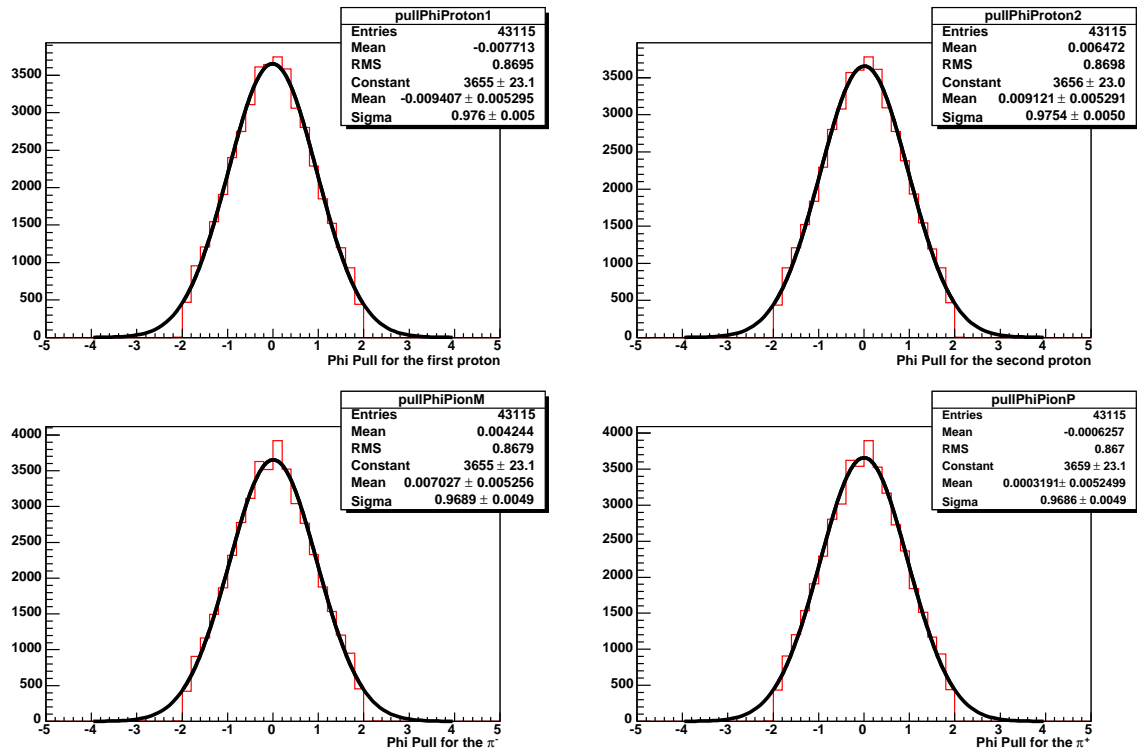 pullPhiProton1
Entries 43115
Mean -0.007713
RMS 0.8695
Constant 3655 ± 23.1
Mean -0.009407 ± 0.005295
Sigma 0.976 ± 0.005
3500
3000
2500
2000
1500
1000
500
0
-5 -4 -3 -2 -1 0 1 2 3 4 5
Phi Pull for the first proton
pullPhiProton2
Entries 43115
Mean 0.006472
RMS 0.8698
Constant 3656 ± 23.0
Mean 0.009121 ± 0.005291
Sigma 0.9754 ± 0.0050
3500
3000
2500
2000
1500
1000
500
0
-5 -4 -3 -2 -1 0 1 2 3 4 5
Phi Pull for the second proton
pullPhiPionM
Entries 43115
Mean 0.004244
RMS 0.8679
Constant 3655 ± 23.1
Mean 0.007027 ± 0.005256
Sigma 0.9689 ± 0.0049
4000
3500
3000
2500
2000
1500
1000
500
0
-5 -4 -3 -2 -1 0 1 2 3 4 5
Phi Pull for the π⁻
pullPhiPionP
Entries 43115
Mean -0.0006257
RMS 0.867
Constant 3659 ± 23.1
Mean 0.0003191± 0.0052499
Sigma 0.9686 ± 0.0049
4000
3500
3000
2500
2000
1500
1000
500
0
-5 -4 -3 -2 -1 0 1 2 3 4 5
Phi Pull for the π⁺